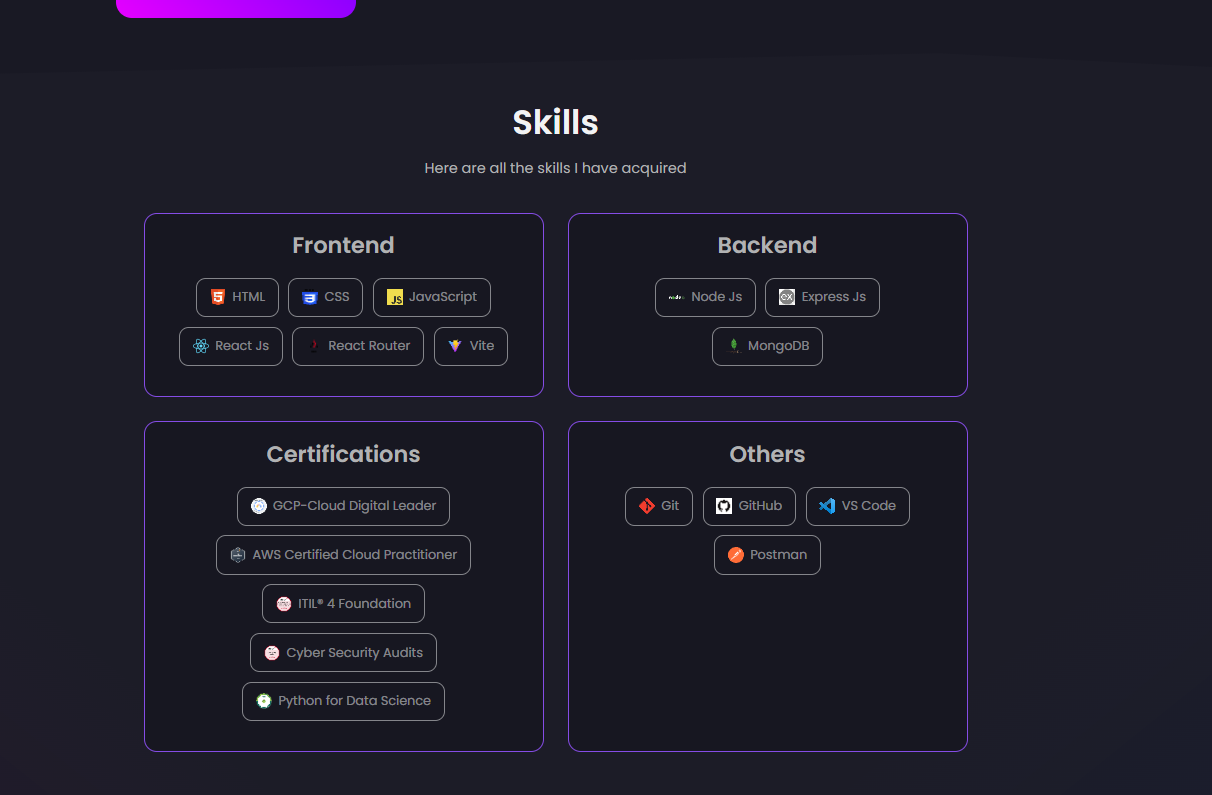 Skills
Here are all the skills I have acquired
Frontend
HTML CSS JavaScript
React Js React Router Vite
Backend
Node Js Express Js
MongoDB
Certifications
GCP-Cloud Digital Leader
AWS Certified Cloud Practitioner
ITIL® 4 Foundation
Cyber Security Audits
Python for Data Science
Others
Git GitHub VS Code
Postman